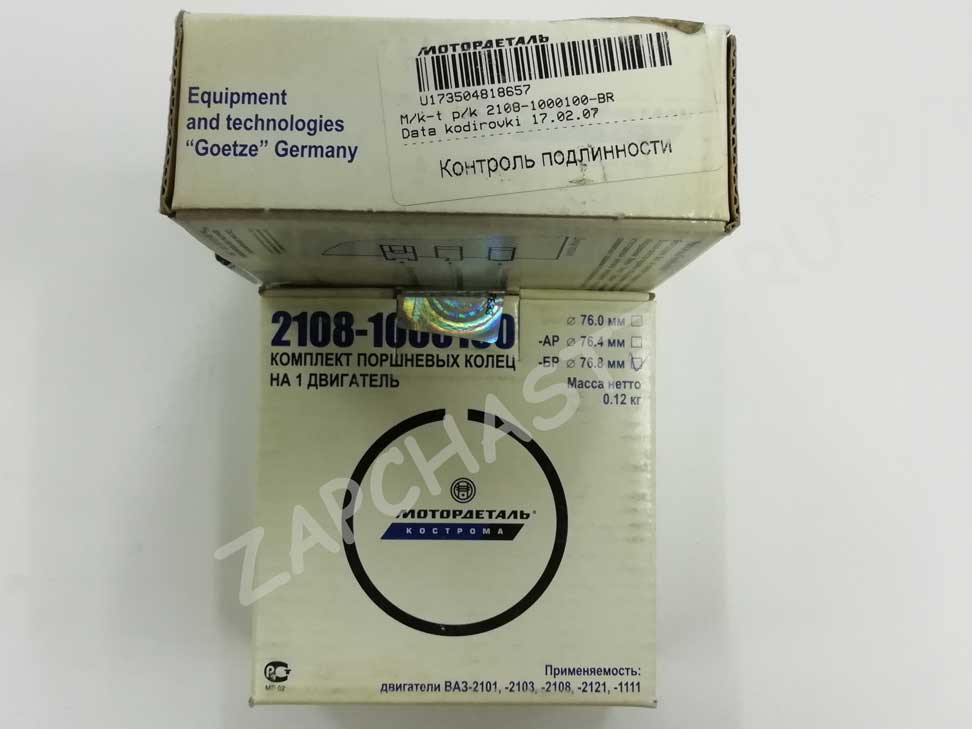 МОТОРДЕТАЛЬ
U173504818657
M/k-t p/k 2108-1000100-BR
Data kodirovki 17.02.07
Контроль подлинности
Equipment
and technologies
“Goetze” Germany
2108-1000100
КОМПЛЕКТ ПОРШНЕВЫХ КОЛЕЦ
НА 1 ДВИГАТЕЛЬ
⌀ 76.0 мм
-АР ⌀ 76.4 мм
-БР ⌀ 76.8 мм
Масса нетто
0.12 кг
МОТОРДЕТАЛЬ®
КОСТРОМА
Применяемость:
двигатели ВАЗ-2101, -2103, -2108, -2121, -1111